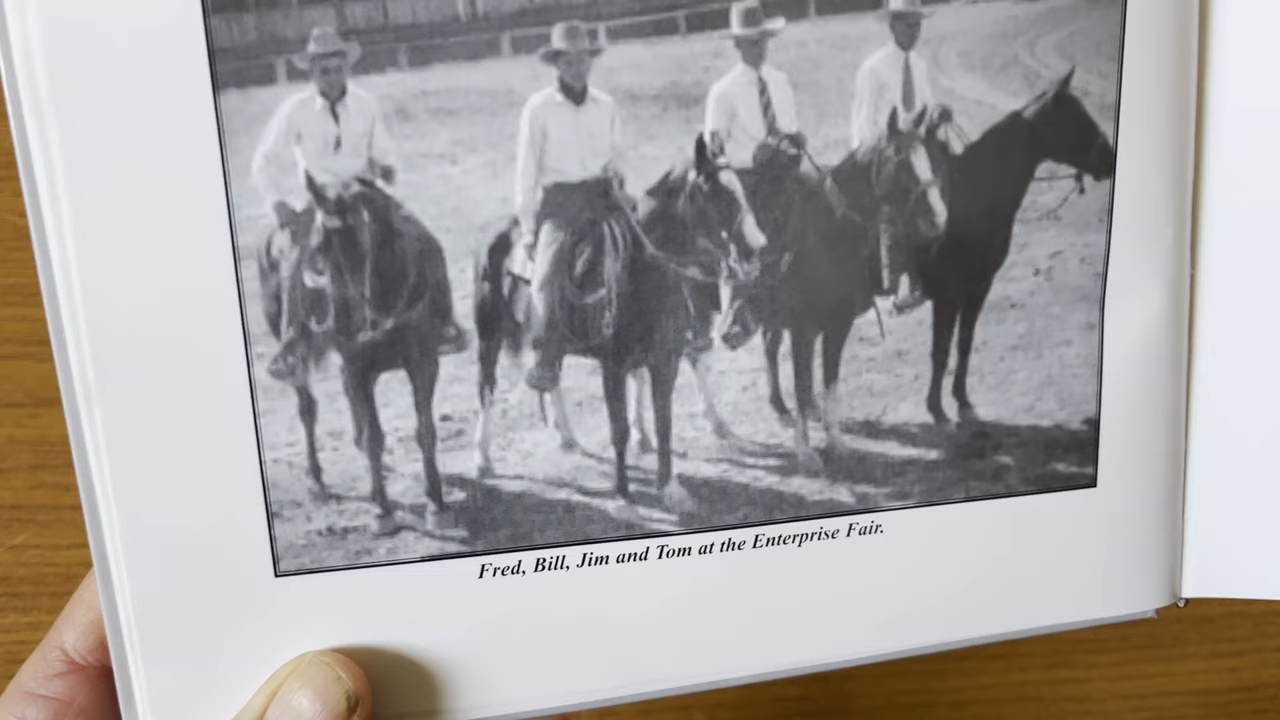 Fred, Bill, Jim and Tom at the Enterprise Fair.